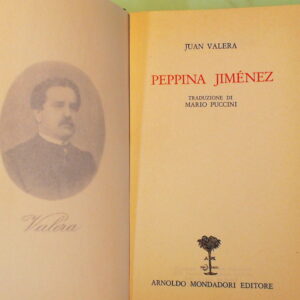 Valera
JUAN VALERA
PEPPINA JIMÉNEZ
TRADUZIONE DI
MARIO PUCCINI
ARNOLDO MONDADORI EDITORE